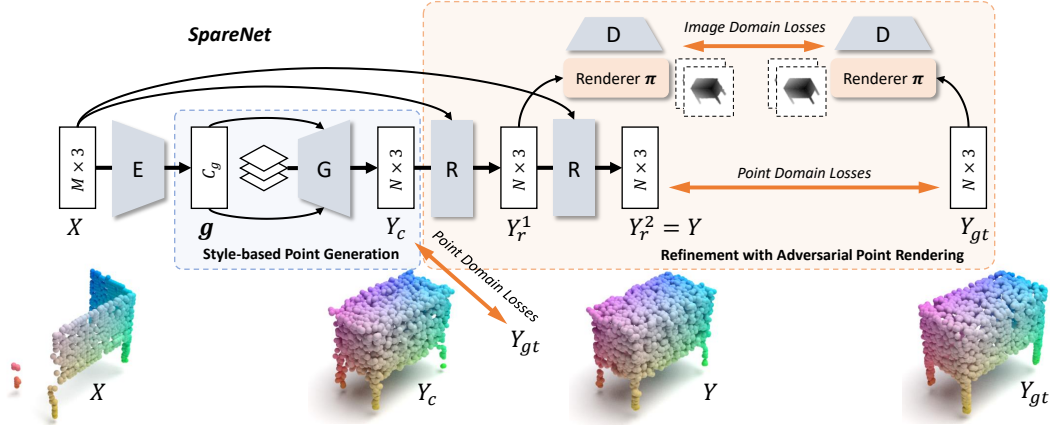 SpareNet
D
Image Domain Losses
D
Renderer π
Renderer π
M × 3
E
C_g
G
N × 3
R
N × 3
R
N × 3
Point Domain Losses
N × 3
X
g
Y_c
Y_r^1
Y_r^2 = Y
Y_gt
Style-based Point Generation
Refinement with Adversarial Point Rendering
Point Domain Losses
Y_gt
X
Y_c
Y
Y_gt